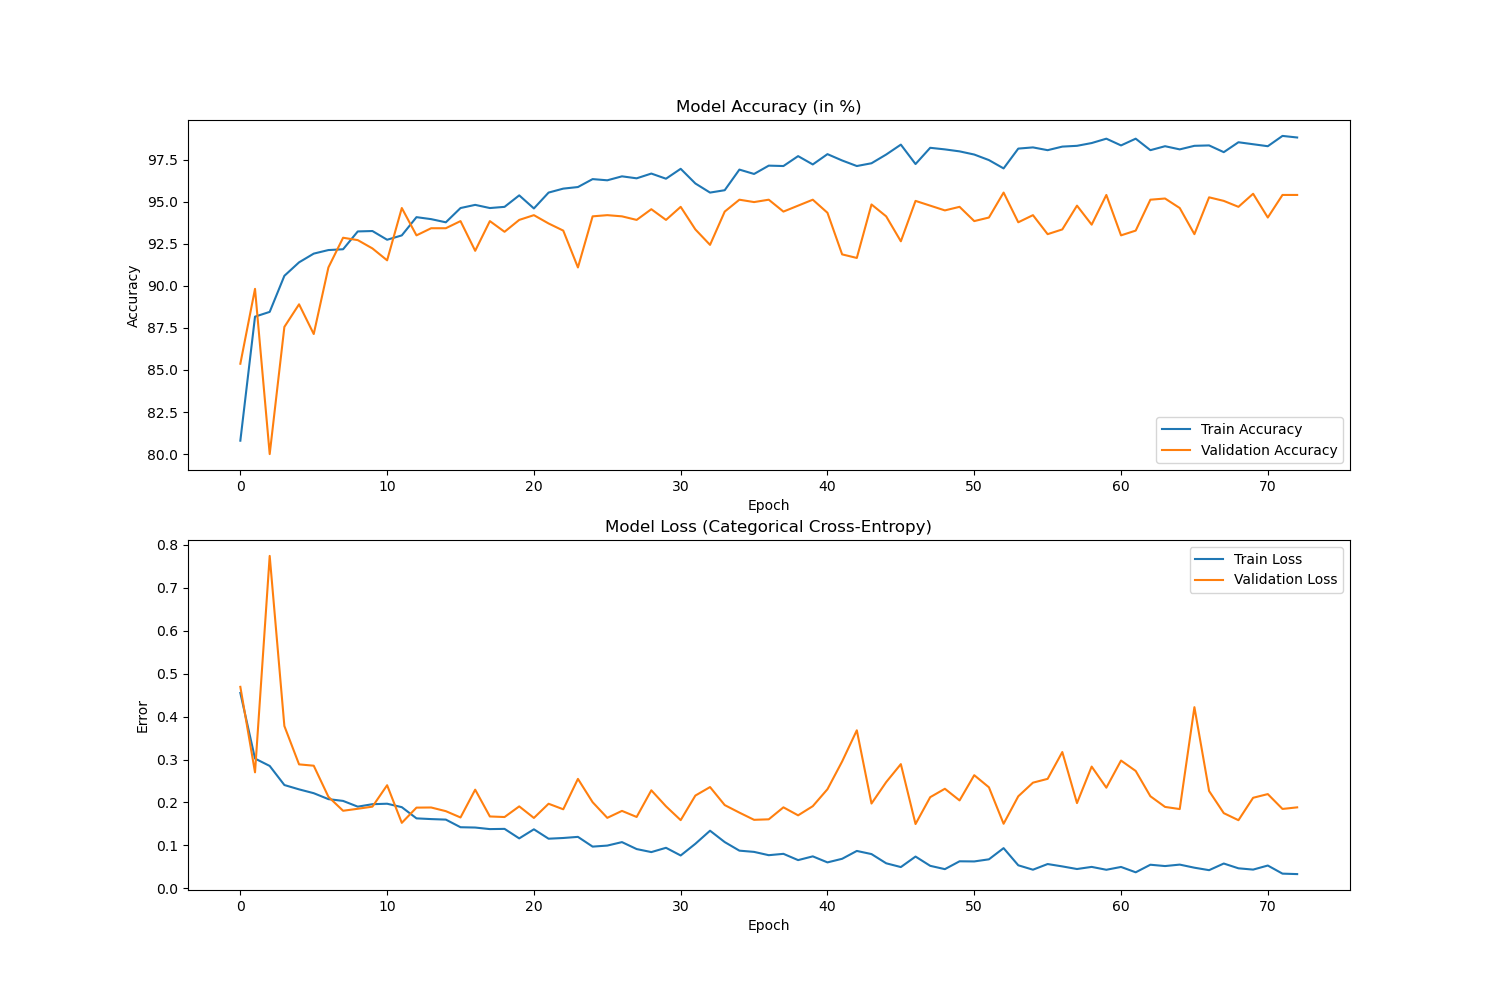 Model Accuracy (in %)
97.5
95.0
92.5
90.0
87.5
85.0
82.5
80.0
Accuracy
Train Accuracy
Validation Accuracy
0 10 20 30 40 50 60 70
Epoch
Model Loss (Categorical Cross-Entropy)
0.8
0.7
0.6
0.5
0.4
0.3
0.2
0.1
0.0
Error
Train Loss
Validation Loss
0 10 20 30 40 50 60 70
Epoch